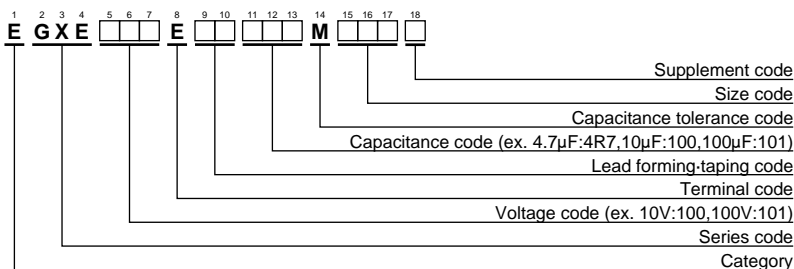 1 2 3 4 5 6 7 8 9 10 11 12 13 14 15 16 17 18
E GXE □□□ E □□ □□□ M □□□ □
Supplement code
Size code
Capacitance tolerance code
Capacitance code (ex. 4.7μF:4R7,10μF:100,100μF:101)
Lead forming·taping code
Terminal code
Voltage code (ex. 10V:100,100V:101)
Series code
Category